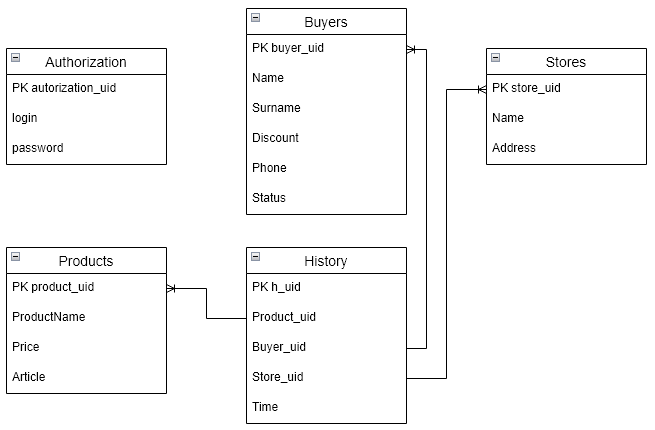 Authorization
PK autorization_uid
login
password
Buyers
PK buyer_uid
Name
Surname
Discount
Phone
Status
Stores
PK store_uid
Name
Address
Products
PK product_uid
ProductName
Price
Article
History
PK h_uid
Product_uid
Buyer_uid
Store_uid
Time